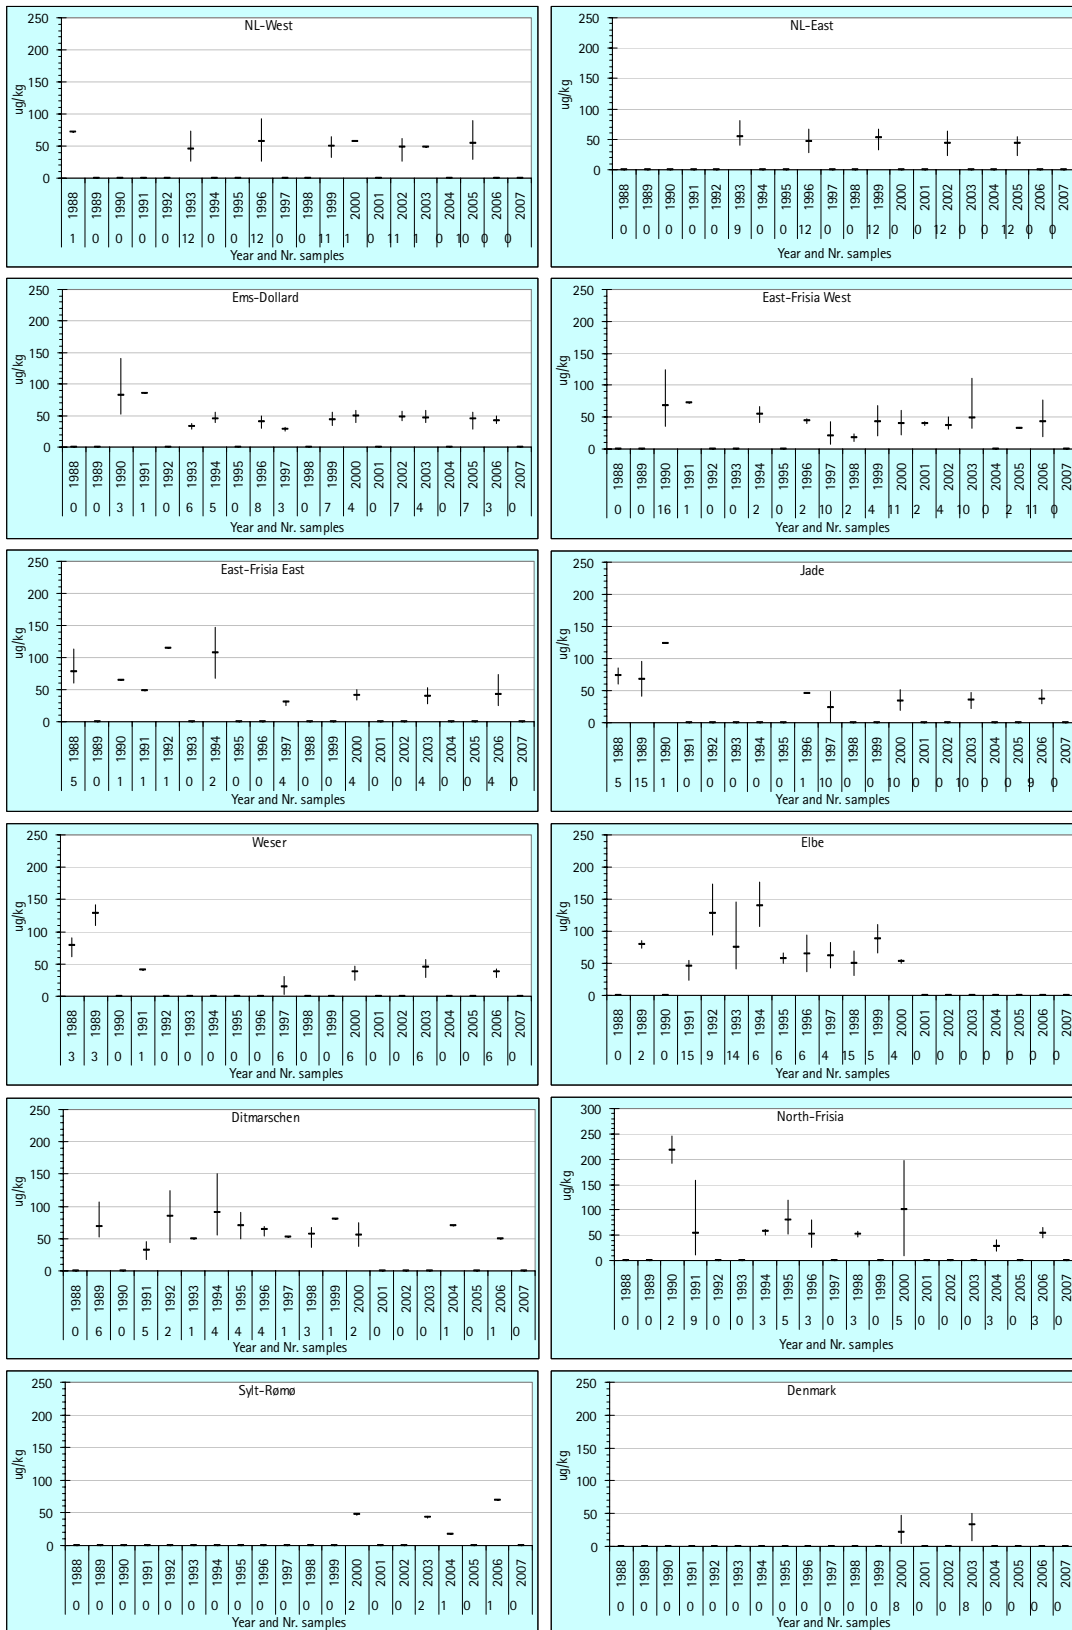 NL-West
ug/kg
250
200
150
100
50
0
1988 1989 1990 1991 1992 1993 1994 1995 1996 1997 1998 1999 2000 2001 2002 2003 2004 2005 2006 2007
1 0 0 0 0 12 0 0 12 0 0 11 1 0 11 1 0 10 0 0
Year and Nr. samples
NL-East
ug/kg
250
200
150
100
50
0
1988 1989 1990 1991 1992 1993 1994 1995 1996 1997 1998 1999 2000 2001 2002 2003 2004 2005 2006 2007
0 0 0 0 0 9 0 0 12 0 0 12 0 0 12 0 0 12 0 0
Year and Nr. samples
Ems-Dollard
ug/kg
250
200
150
100
50
0
1988 1989 1990 1991 1992 1993 1994 1995 1996 1997 1998 1999 2000 2001 2002 2003 2004 2005 2006 2007
0 0 3 1 0 6 5 0 8 3 0 7 4 0 7 4 0 7 3 0
Year and Nr. samples
East-Frisia West
ug/kg
250
200
150
100
50
0
1988 1989 1990 1991 1992 1993 1994 1995 1996 1997 1998 1999 2000 2001 2002 2003 2004 2005 2006 2007
0 0 16 1 0 0 2 0 2 10 2 4 11 2 4 10 0 2 11 0
Year and Nr. samples
East-Frisia East
ug/kg
250
200
150
100
50
0
1988 1989 1990 1991 1992 1993 1994 1995 1996 1997 1998 1999 2000 2001 2002 2003 2004 2005 2006 2007
5 0 1 1 1 0 2 0 0 4 0 0 4 0 0 4 0 0 4 0
Year and Nr. samples
Jade
ug/kg
250
200
150
100
50
0
1988 1989 1990 1991 1992 1993 1994 1995 1996 1997 1998 1999 2000 2001 2002 2003 2004 2005 2006 2007
5 15 1 0 0 0 0 0 1 10 0 0 10 0 0 10 0 0 9 0
Year and Nr. samples
Weser
ug/kg
250
200
150
100
50
0
1988 1989 1990 1991 1992 1993 1994 1995 1996 1997 1998 1999 2000 2001 2002 2003 2004 2005 2006 2007
3 3 0 1 0 0 0 0 0 6 0 0 6 0 0 6 0 0 6 0
Year and Nr. samples
Elbe
ug/kg
250
200
150
100
50
0
1988 1989 1990 1991 1992 1993 1994 1995 1996 1997 1998 1999 2000 2001 2002 2003 2004 2005 2006 2007
0 2 0 15 9 14 6 6 6 4 15 5 4 0 0 0 0 0 0 0
Year and Nr. samples
Ditmarschen
ug/kg
250
200
150
100
50
0
1988 1989 1990 1991 1992 1993 1994 1995 1996 1997 1998 1999 2000 2001 2002 2003 2004 2005 2006 2007
0 6 0 5 2 1 4 4 4 1 3 1 2 0 0 0 1 0 1 0
Year and Nr. samples
North-Frisia
ug/kg
300
250
200
150
100
50
0
1988 1989 1990 1991 1992 1993 1994 1995 1996 1997 1998 1999 2000 2001 2002 2003 2004 2005 2006 2007
0 0 2 9 0 0 3 5 3 0 3 0 5 0 0 0 3 0 3 0
Year and Nr. samples
Sylt-Rømø
ug/kg
250
200
150
100
50
0
1988 1989 1990 1991 1992 1993 1994 1995 1996 1997 1998 1999 2000 2001 2002 2003 2004 2005 2006 2007
0 0 0 0 0 0 0 0 0 0 0 0 2 0 0 2 1 0 1 0
Year and Nr. samples
Denmark
ug/kg
250
200
150
100
50
0
1988 1989 1990 1991 1992 1993 1994 1995 1996 1997 1998 1999 2000 2001 2002 2003 2004 2005 2006 2007
0 0 0 0 0 0 0 0 0 0 0 0 8 0 0 8 0 0 0 0
Year and Nr. samples